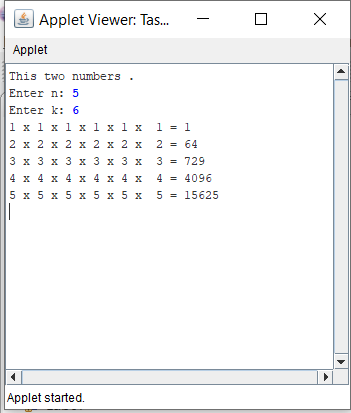 Applet Viewer: Tas...
Applet
This two numbers .
Enter n: 5
Enter k: 6
1 x 1 x 1 x 1 x 1 x  1 = 1
2 x 2 x 2 x 2 x 2 x  2 = 64
3 x 3 x 3 x 3 x 3 x  3 = 729
4 x 4 x 4 x 4 x 4 x  4 = 4096
5 x 5 x 5 x 5 x 5 x  5 = 15625
Applet started.